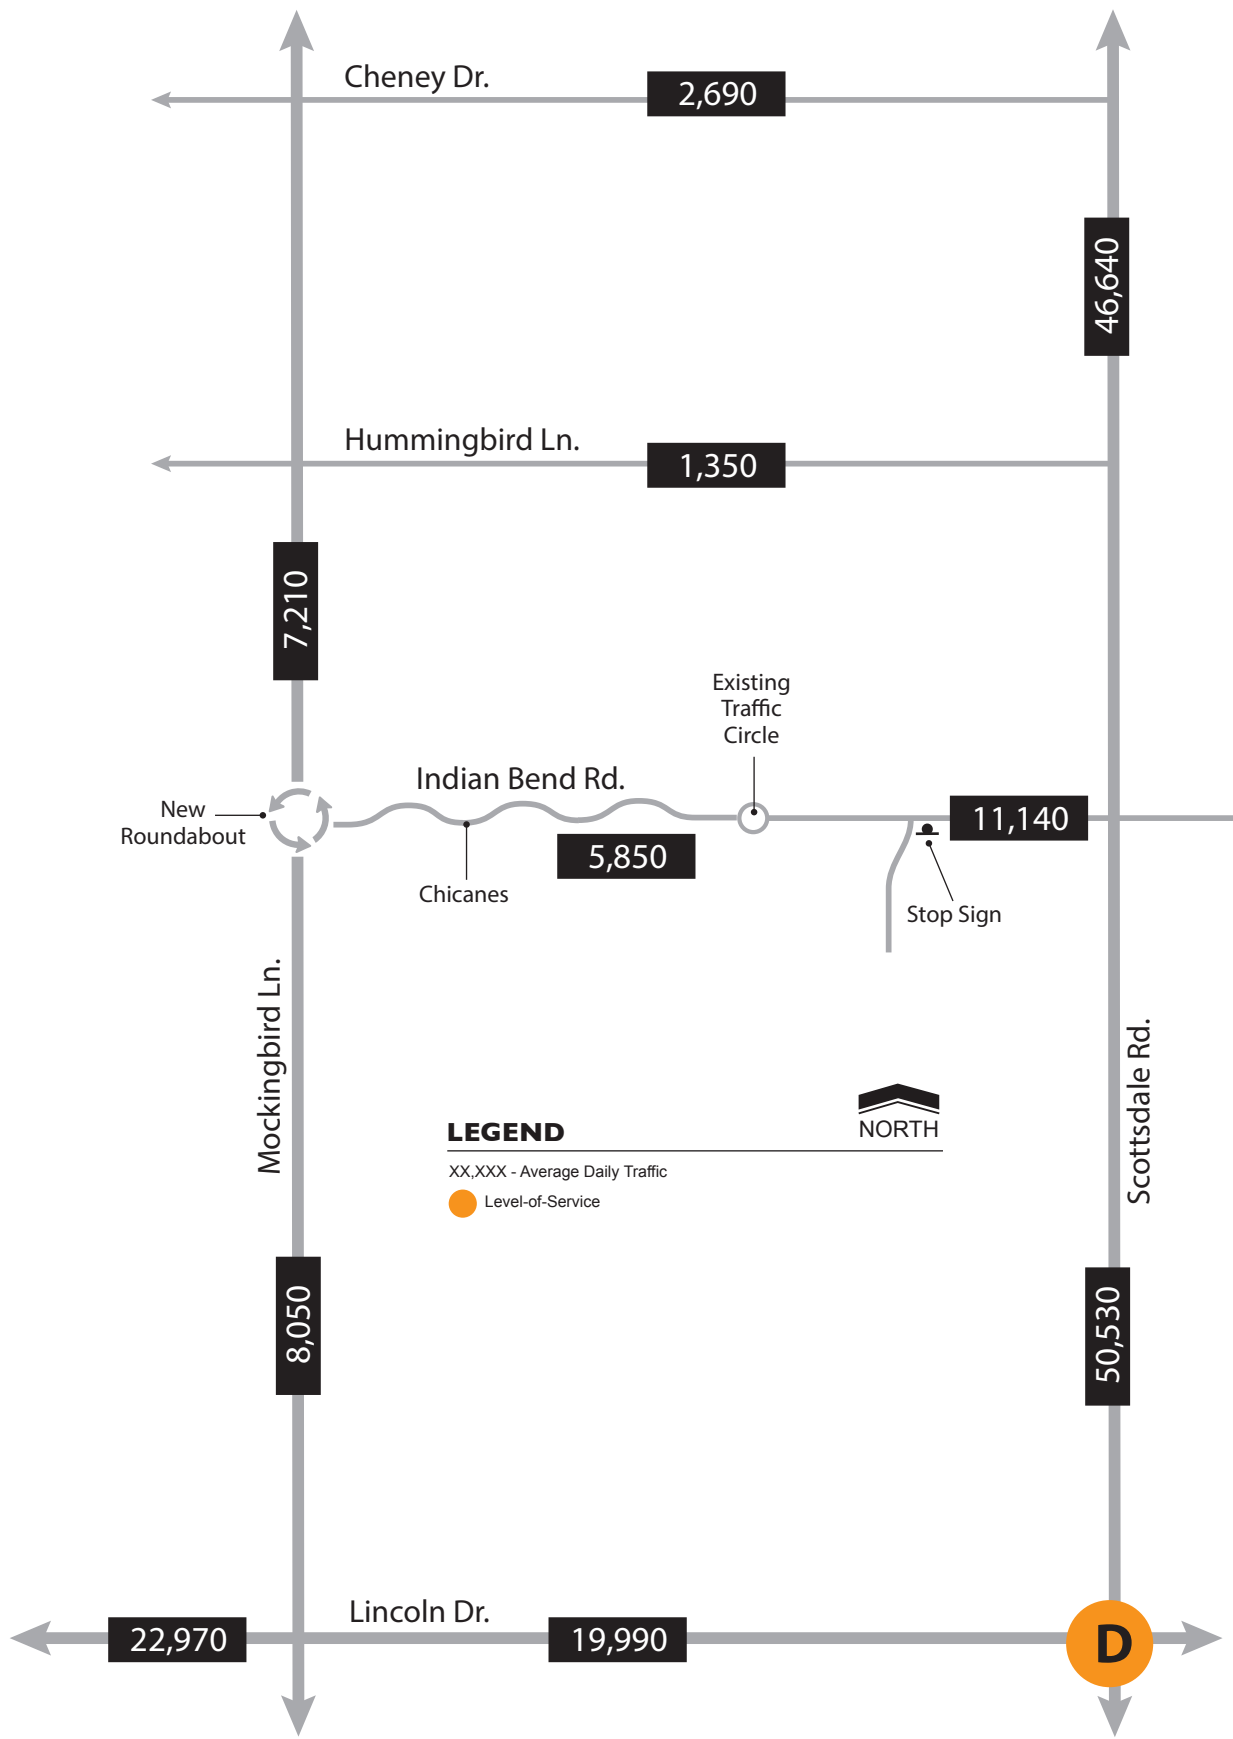 Cheney Dr.
2,690
46,640
Hummingbird Ln.
1,350
7,210
Existing
Traffic
Circle
Indian Bend Rd.
New
Roundabout
11,140
5,850
Chicanes
Stop Sign
Mockingbird Ln.
Scottsdale Rd.
NORTH
LEGEND
XX,XXX - Average Daily Traffic
Level-of-Service
8,050
50,530
Lincoln Dr.
22,970
19,990
D